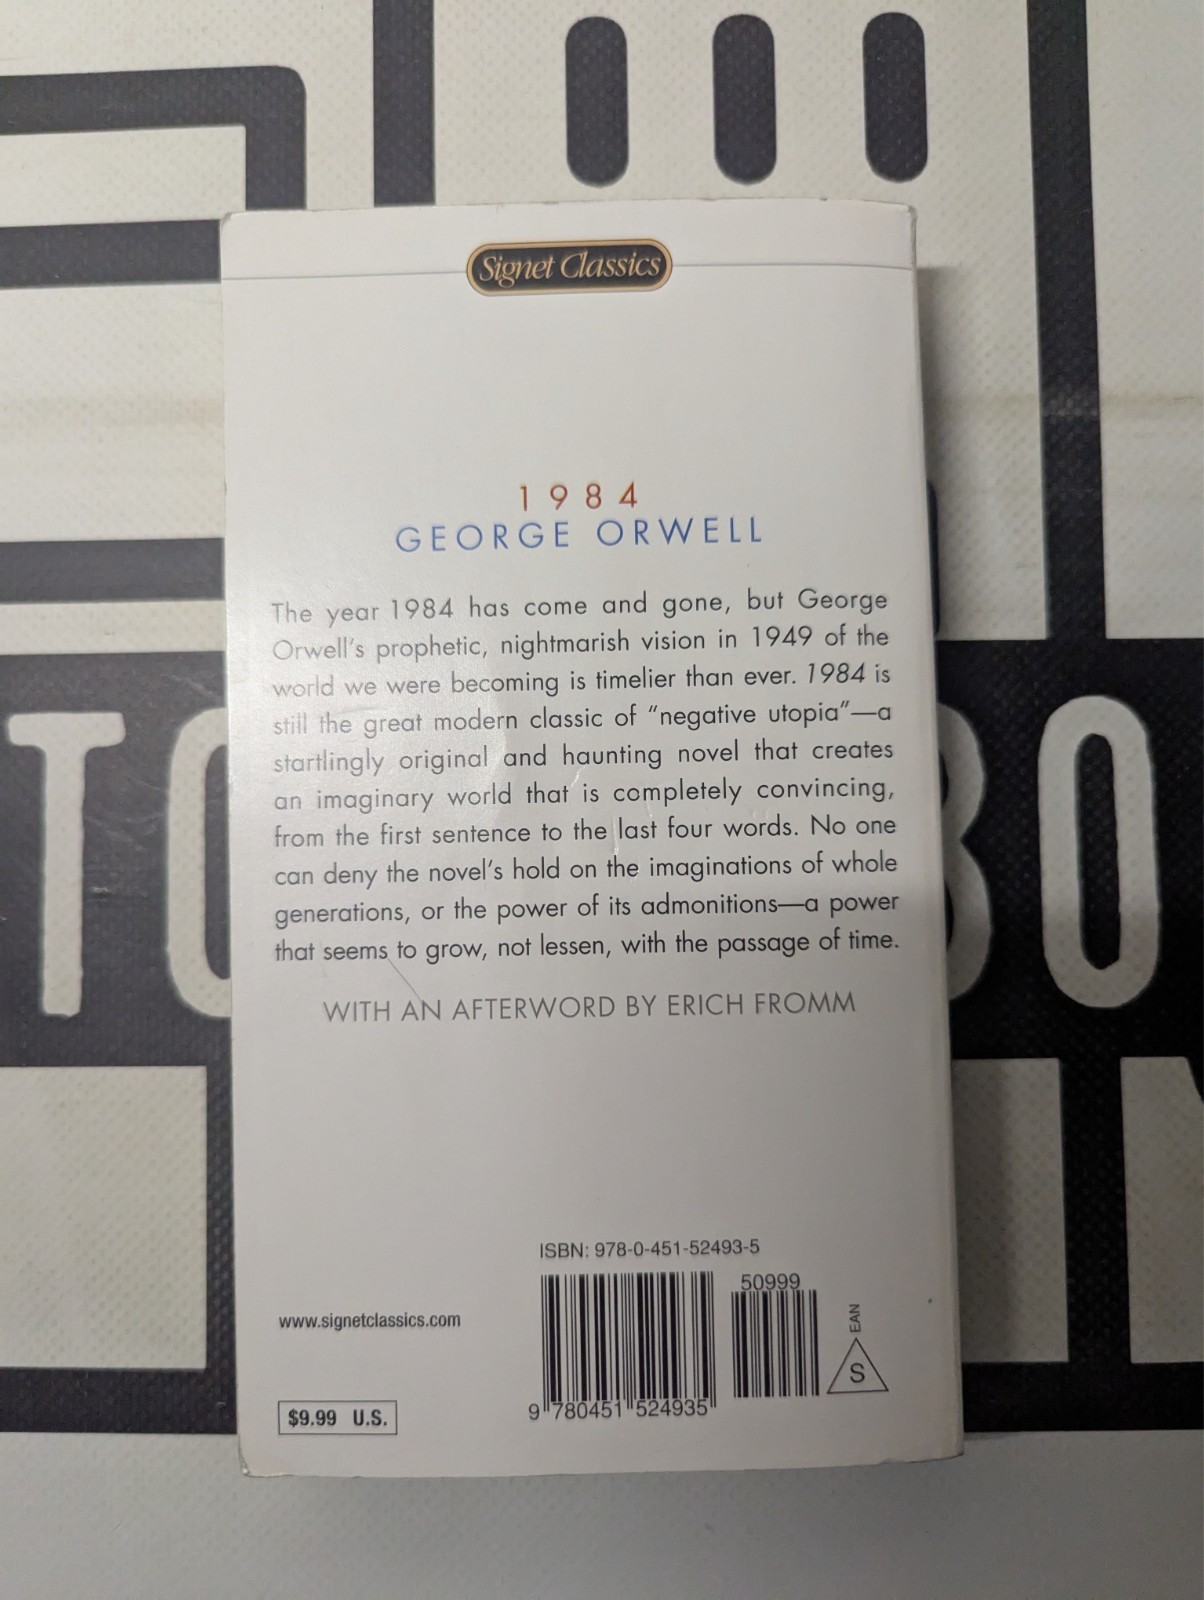 Signet Classics
1984
GEORGE ORWELL
The year 1984 has come and gone, but George
Orwell's prophetic, nightmarish vision in 1949 of the
world we were becoming is timelier than ever. 1984 is
still the great modern classic of "negative utopia"—a
startlingly original and haunting novel that creates
an imaginary world that is completely convincing,
from the first sentence to the last four words. No one
can deny the novel's hold on the imaginations of whole
generations, or the power of its admonitions—a power
that seems to grow, not lessen, with the passage of time.
WITH AN AFTERWORD BY ERICH FROMM
ISBN: 978-0-451-52493-5
50999
EAN
S
www.signetclassics.com
9 780451 524935
$9.99 U.S.